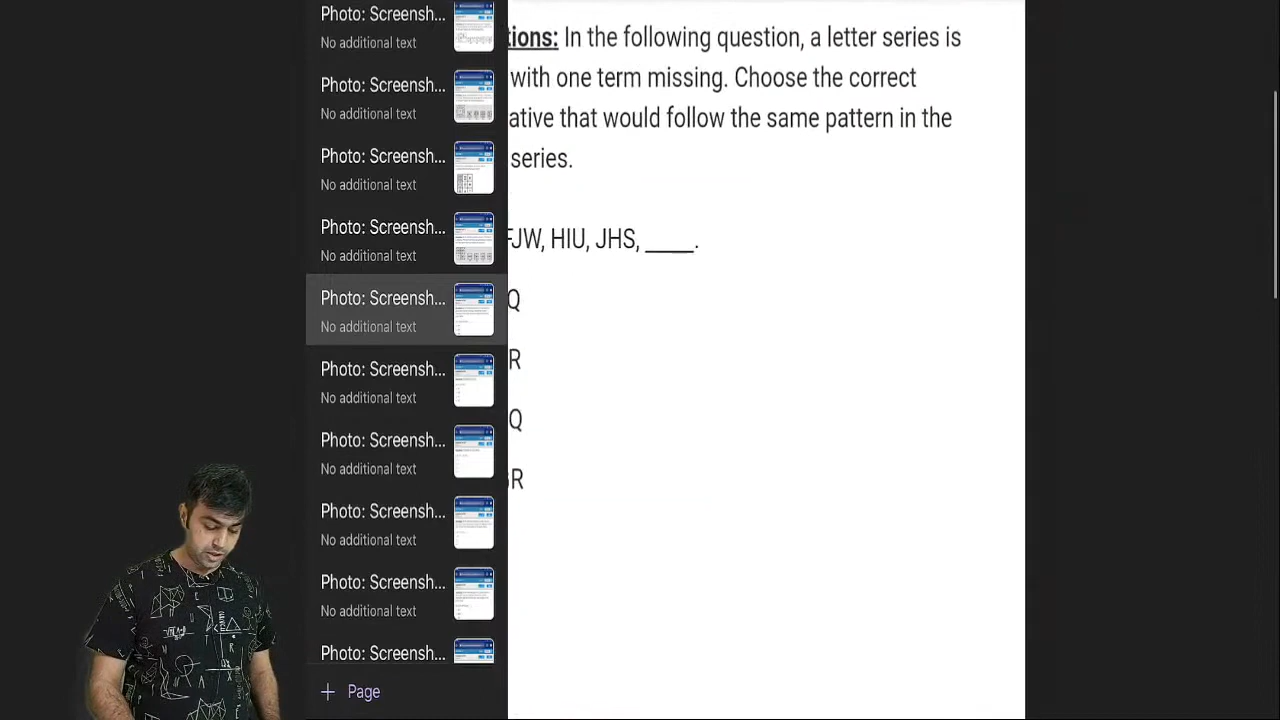 Photo: Screensh...
No additional text
Photo: Screensh...
No additional text
Photo: Screensh...
No additional text
Photo: Screensh...
No additional text
Photo: Screensh...
No additional text
Photo: Screensh...
No additional text
Photo: Screensh...
No additional text
Photo: Screensh...
No additional text
Photo: Screensh...
No additional text
Photo: Screensh...
+ Page
tions: In the following question, a letter serires is
with one term missing. Choose the correct
ative that would follow the same pattern in the
series.
FJW, HIU, JHS, _____.
Q
R
Q
GR